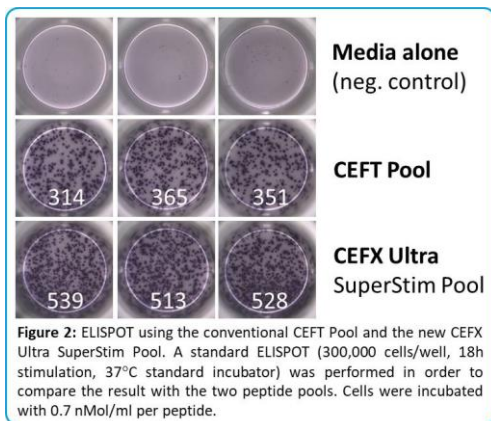 Media alone
(neg. control)
314 365 351
CEFT Pool
539 513 528
CEFX Ultra
SuperStim Pool
Figure 2: ELISPOT using the conventional CEFT Pool and the new CEFX
Ultra SuperStim Pool. A standard ELISPOT (300,000 cells/well, 18h
stimulation, 37°C standard incubator) was performed in order to
compare the result with the two peptide pools. Cells were incubated
with 0.7 nMol/ml per peptide.